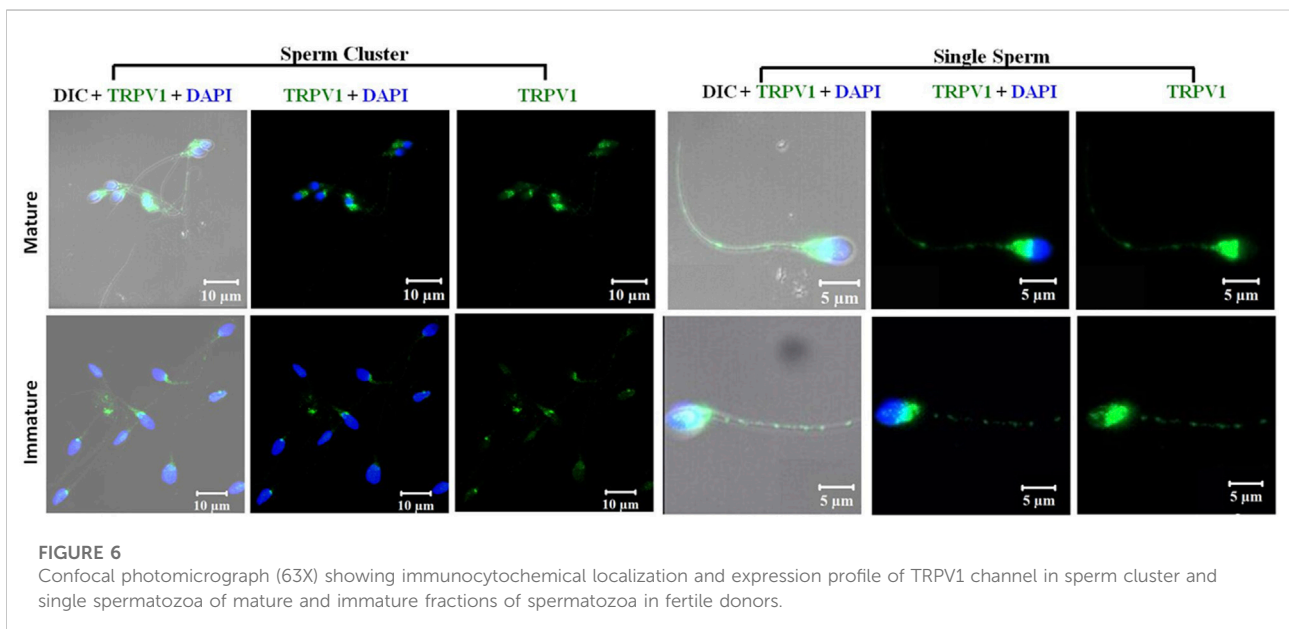 Sperm Cluster
Single Sperm
DIC + TRPV1 + DAPI
TRPV1 + DAPI
TRPV1
DIC + TRPV1 + DAPI
TRPV1 + DAPI
TRPV1
Mature
10 µm
10 µm
10 µm
5 µm
5 µm
5 µm
Immature
10 µm
10 µm
10 µm
5 µm
5 µm
5 µm
FIGURE 6
Confocal photomicrograph (63X) showing immunocytochemical localization and expression profile of TRPV1 channel in sperm cluster and
single spermatozoa of mature and immature fractions of spermatozoa in fertile donors.